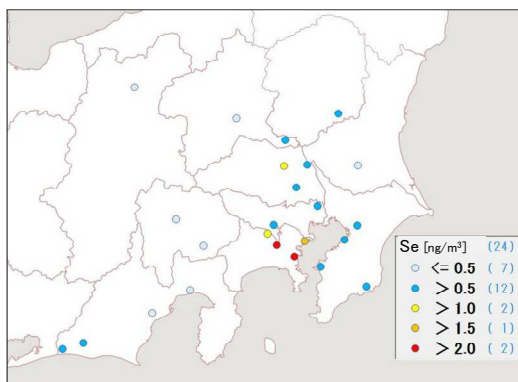 Se [ng/m³] (24)
<= 0.5 ( 7)
> 0.5 (12)
> 1.0 ( 2)
> 1.5 ( 1)
> 2.0 ( 2)